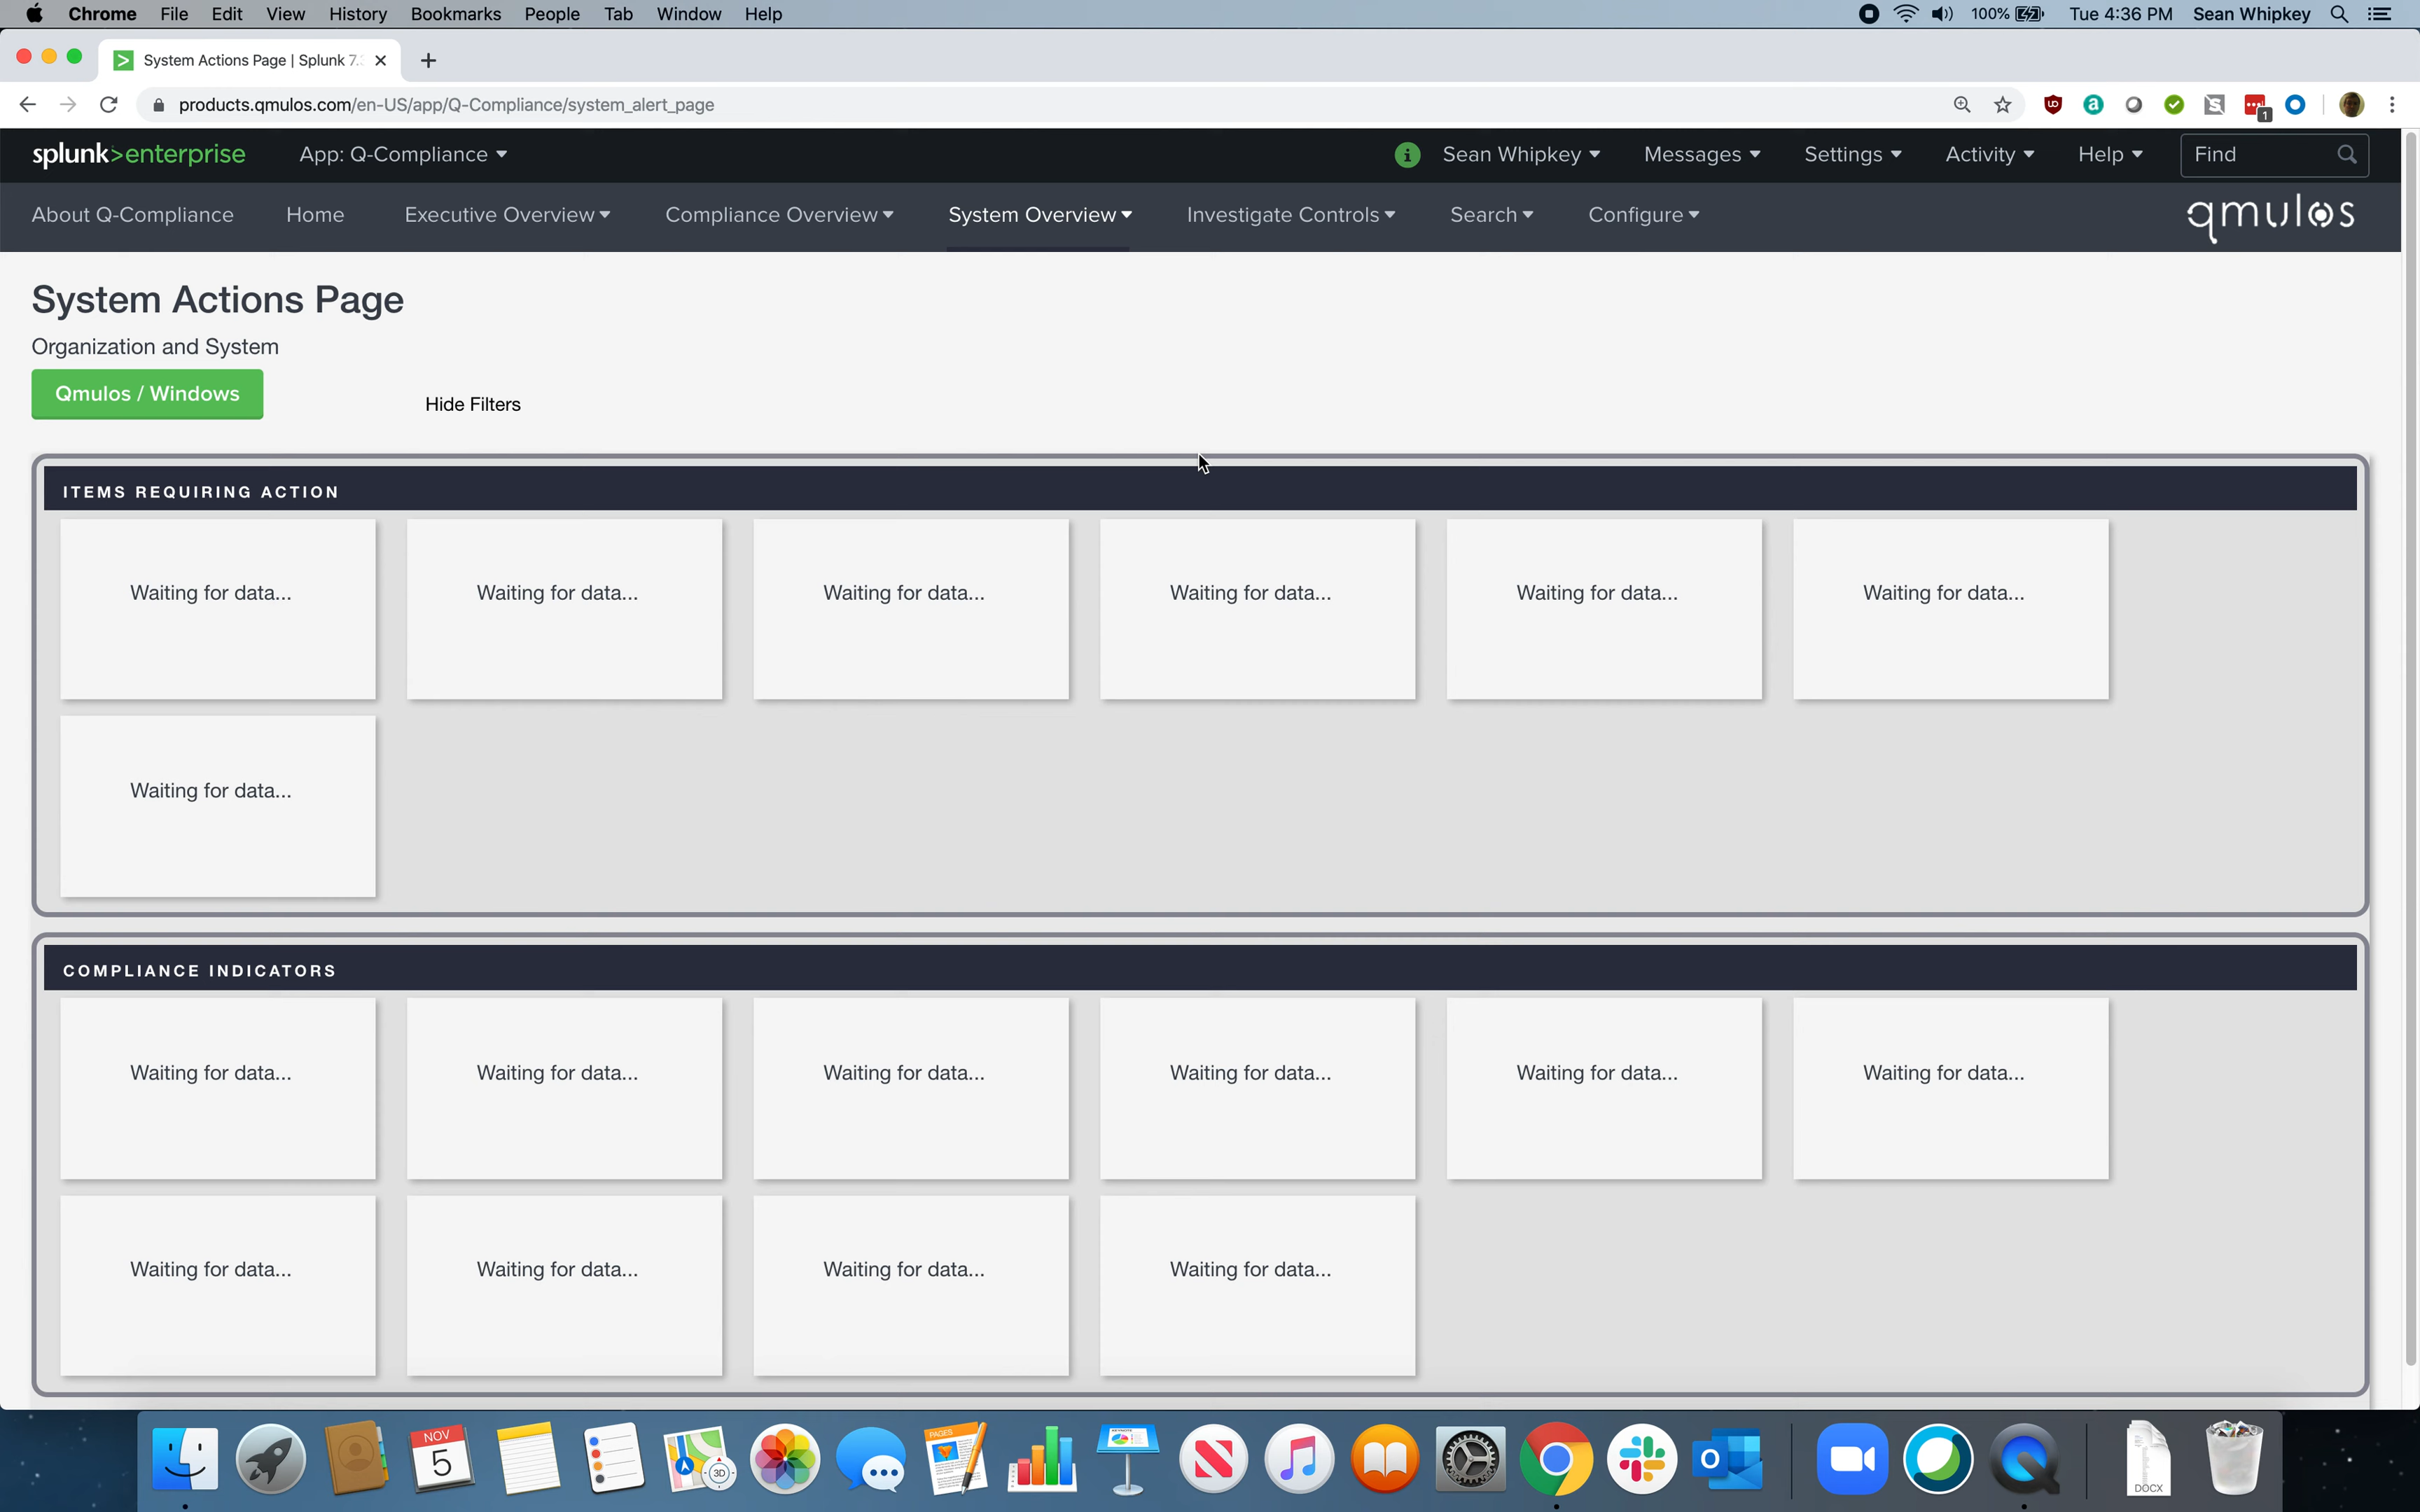 Chrome File Edit View History Bookmarks People Tab Window Help 100% Tue 4:36 PM Sean Whipkey
System Actions Page | Splunk 7.
products.qmulos.com/en-US/app/Q-Compliance/system_alert_page
1
splunk>enterprise App: Q-Compliance i Sean Whipkey Messages Settings Activity Help Find
About Q-Compliance Home Executive Overview Compliance Overview System Overview Investigate Controls Search Configure qmulos
System Actions Page
Organization and System
Qmulos / Windows Hide Filters
ITEMS REQUIRING ACTION
Waiting for data... Waiting for data... Waiting for data... Waiting for data... Waiting for data... Waiting for data...
Waiting for data...
COMPLIANCE INDICATORS
Waiting for data... Waiting for data... Waiting for data... Waiting for data... Waiting for data... Waiting for data...
Waiting for data... Waiting for data... Waiting for data... Waiting for data...
NOV
5
3D
PAGES
DOCX